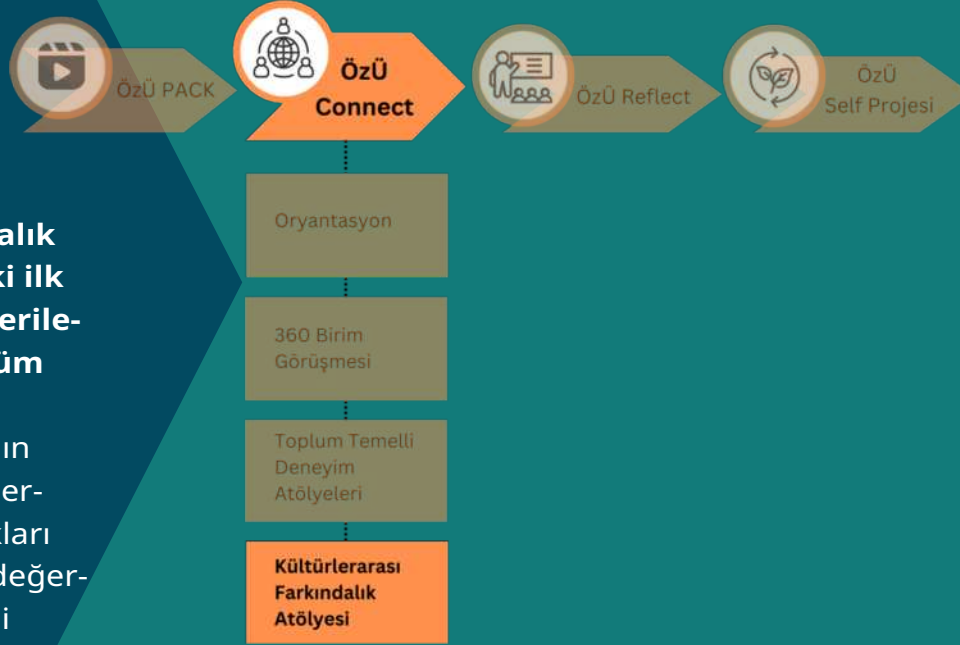 ÖzÜ PACK
ÖzÜ
Connect
ÖzÜ Reflect
ÖzÜ
Self Projesi
alık
ki ilk
erile-
üm
ın
er-
ları
değer-
i
Oryantasyon
360 Birim
Görüşmesi
Toplum Temelli
Deneyim
Atölyeleri
Kültürlerarası
Farkındalık
Atölyesi